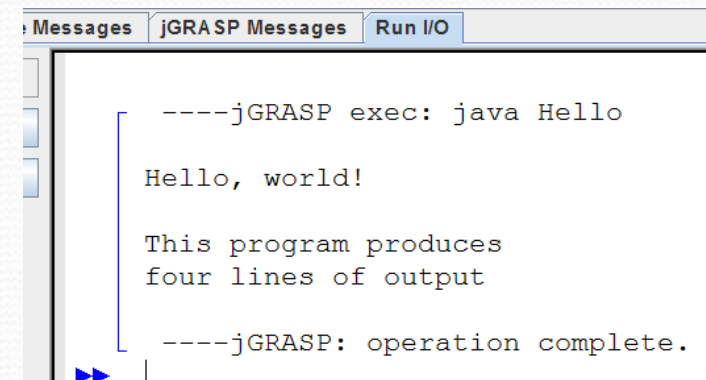 Messages jGRASP Messages Run I/O
----jGRASP exec: java Hello
Hello, world!
This program produces
four lines of output
----jGRASP: operation complete.